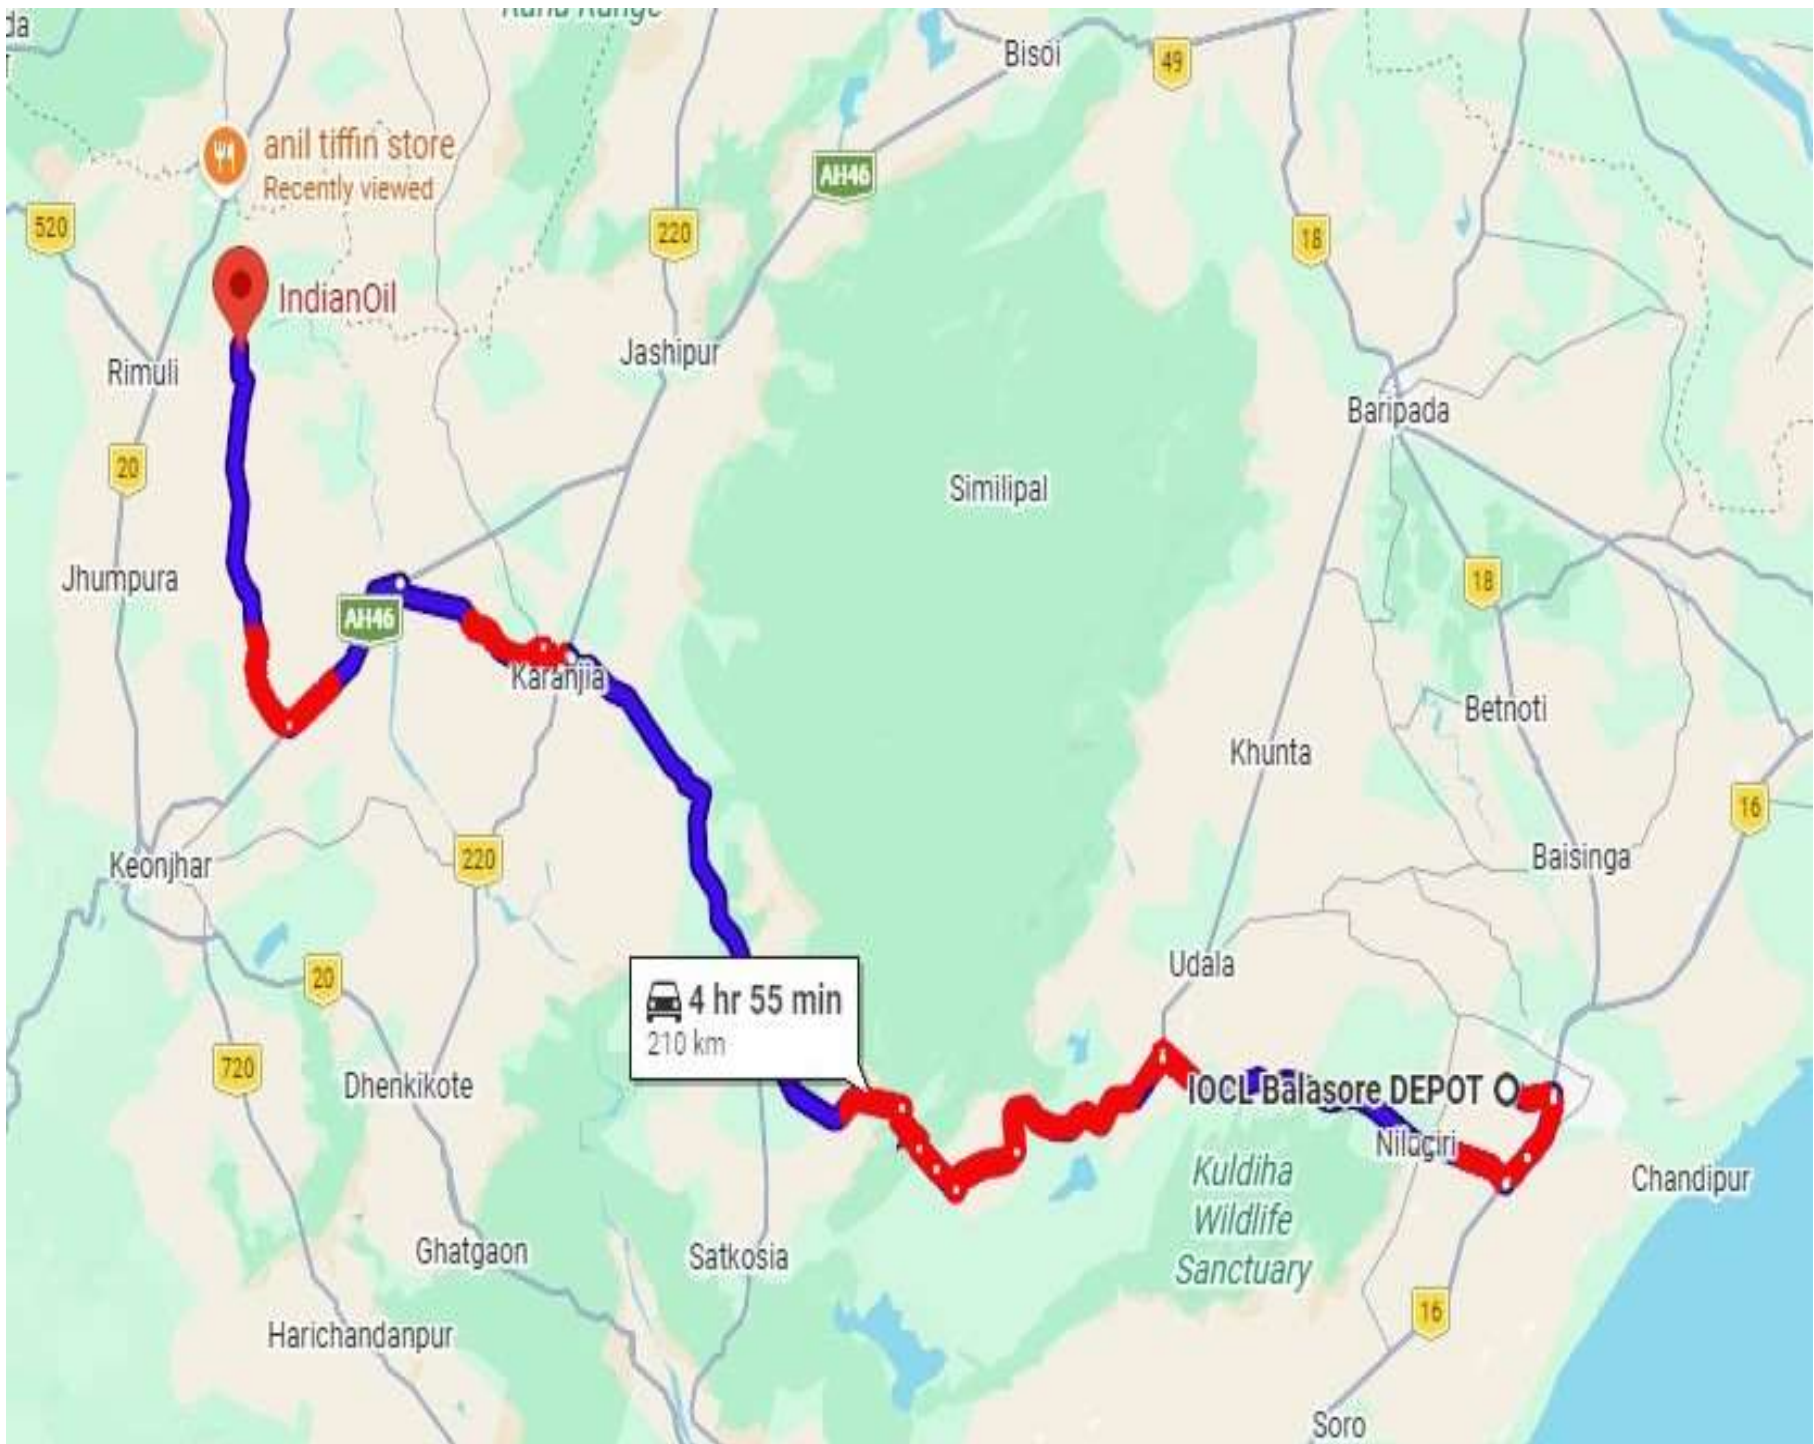 Bisoi
49
anil tiffin store
Recently viewed
AH46
520
220
18
IndianOil
Jashipur
Rimuli
Baripada
20
Similipal
Jhumpura
18
AH46
Karanjia
Betnoti
Khunta
16
Keonjhar
220
Baisinga
20
Udala
4 hr 55 min
210 km
720
Dhenkikote
IOCL Balasore DEPOT
Nilagiri
Kuldiha
Wildlife
Sanctuary
Chandipur
Ghatgaon
Satkosia
16
Harichandanpur
Soro